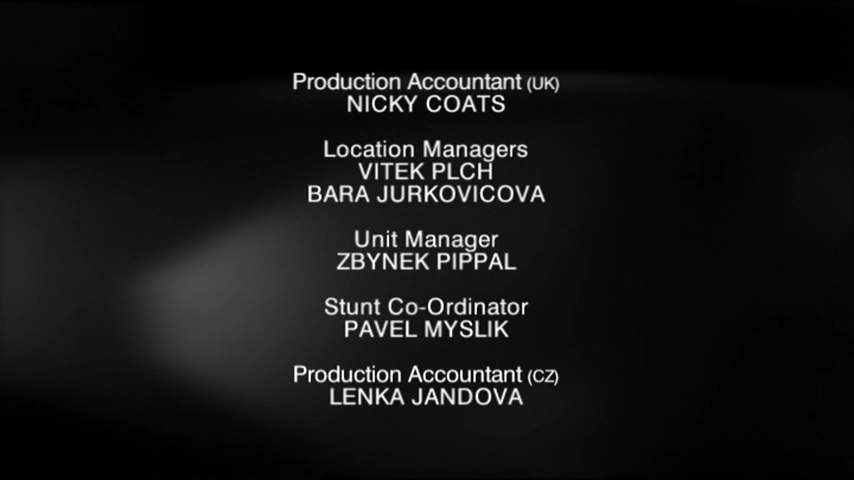 Production Accountant (UK)
NICKY COATS
Location Managers
VITEK PLCH
BARA JURKOVICOVA
Unit Manager
ZBYNEK PIPPAL
Stunt Co-Ordinator
PAVEL MYSLIK
Production Accountant (CZ)
LENKA JANDOVA